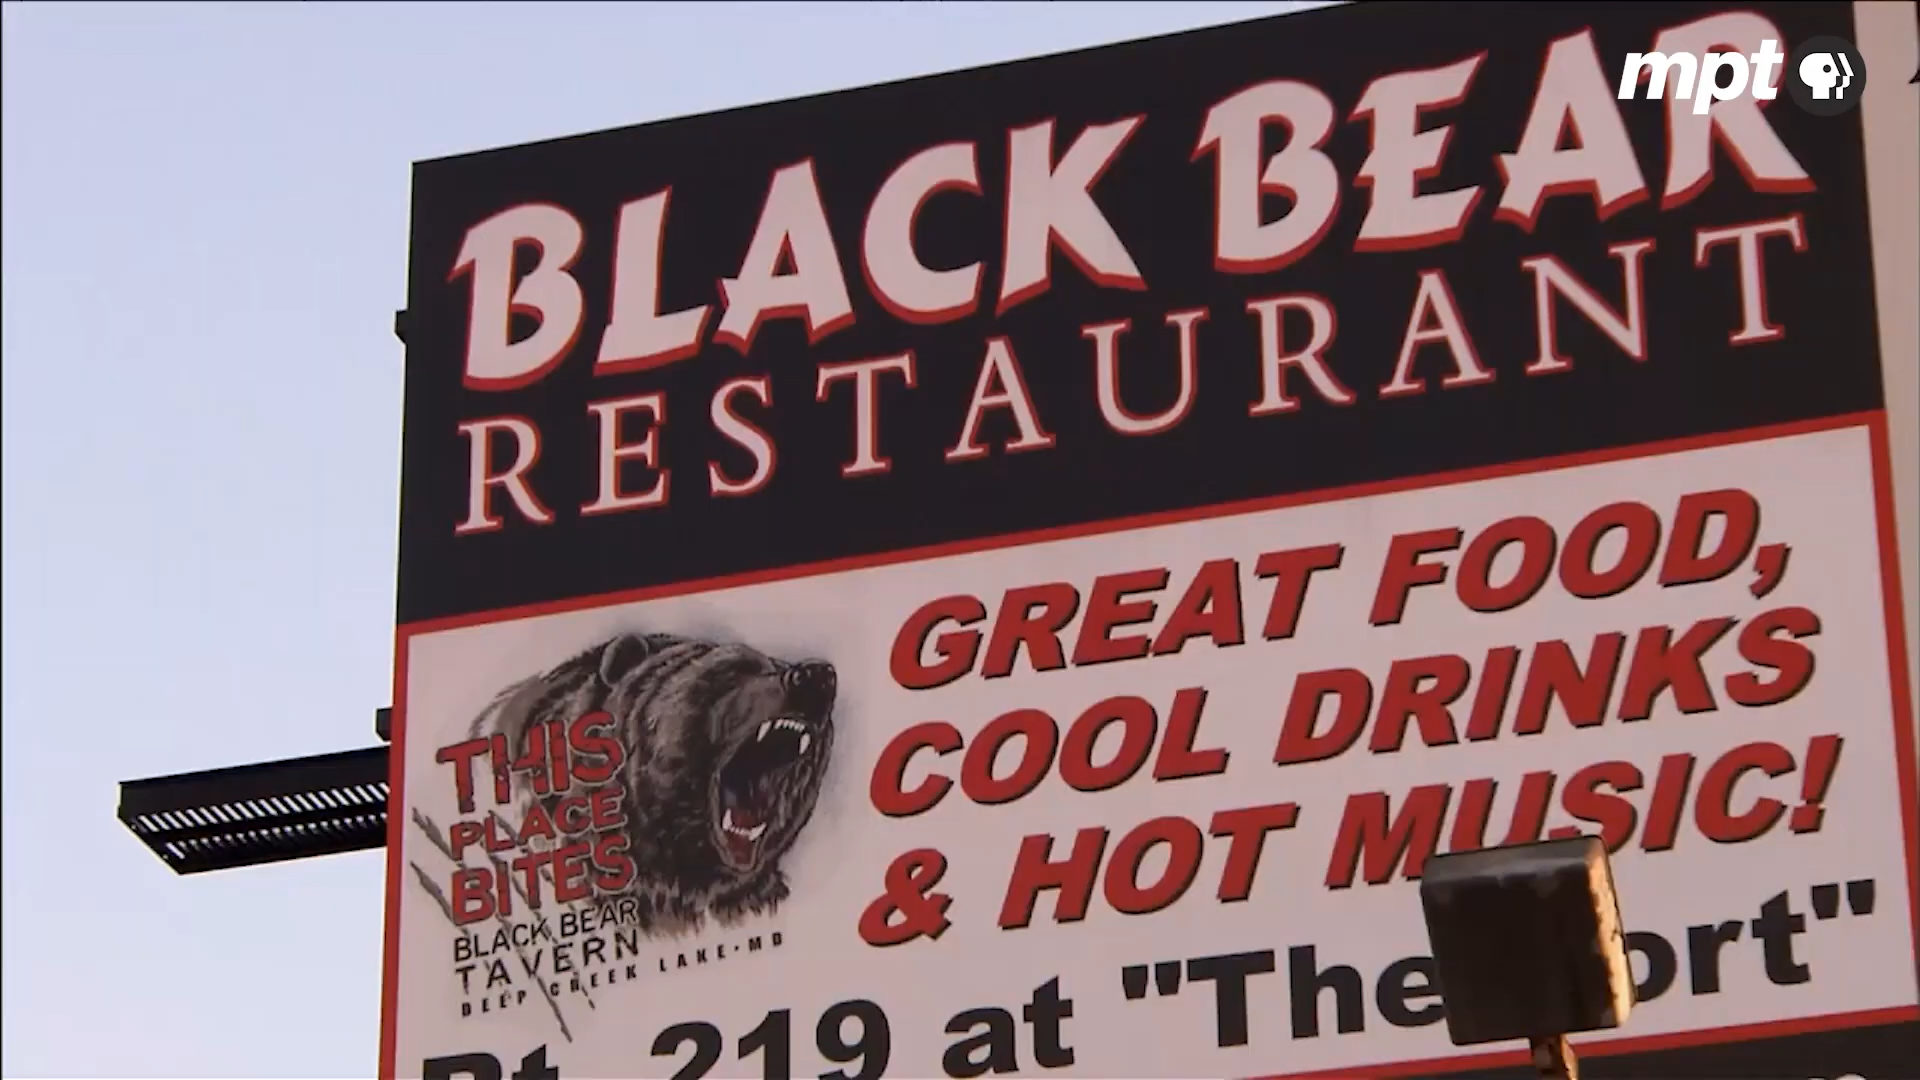 mpt
BLACK BEAR
RESTAURANT
GREAT FOOD,
COOL DRINKS
& HOT MUSIC!
THIS
PLACE
BITES
BLACK BEAR
TAVERN
DEEP CREEK LAKE • MD
Rt. 219 at "The